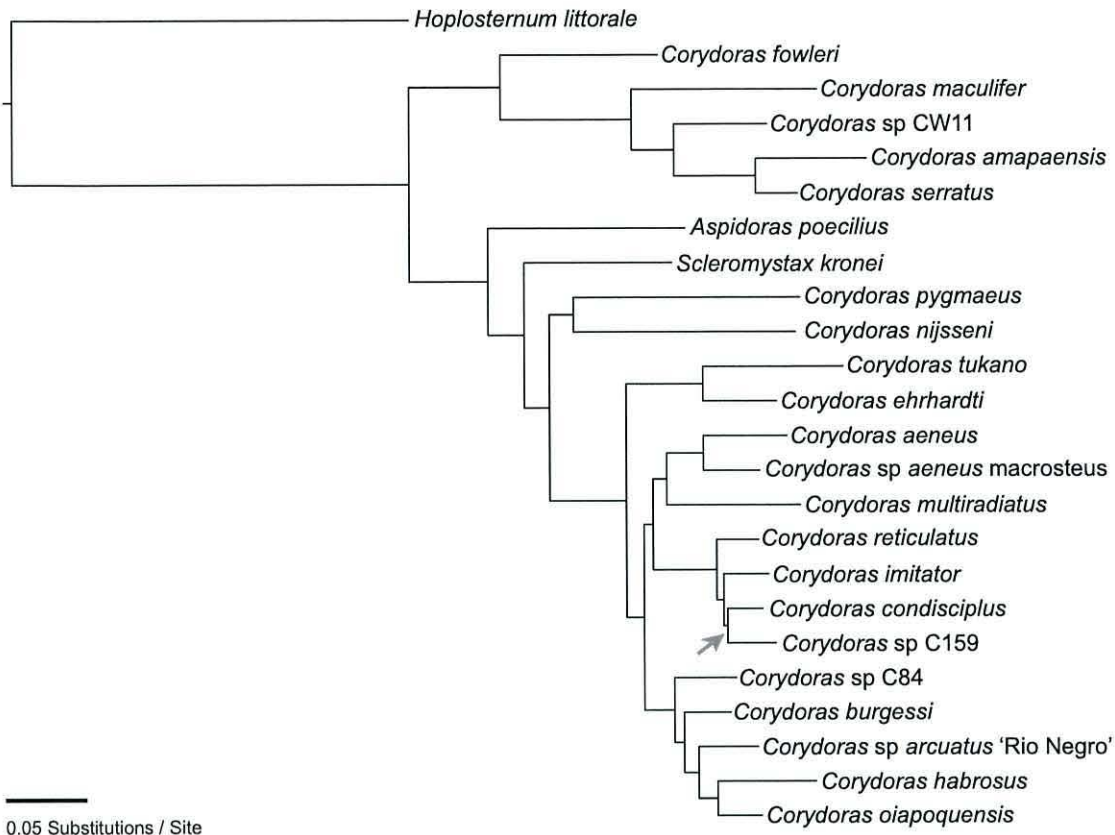 Hoplosternum littorale
Corydoras fowleri
Corydoras maculifer
Corydoras sp CW11
Corydoras amapaensis
Corydoras serratus
Aspidoras poecilius
Scleromystax kronei
Corydoras pygmaeus
Corydoras nijsseni
Corydoras tukano
Corydoras ehrhardti
Corydoras aeneus
Corydoras sp aeneus macrosteus
Corydoras multiradiatus
Corydoras reticulatus
Corydoras imitator
Corydoras condisciplus
Corydoras sp C159
Corydoras sp C84
Corydoras burgessi
Corydoras sp arcuatus ‘Rio Negro’
Corydoras habrosus
Corydoras oiapoquensis
0.05 Substitutions / Site